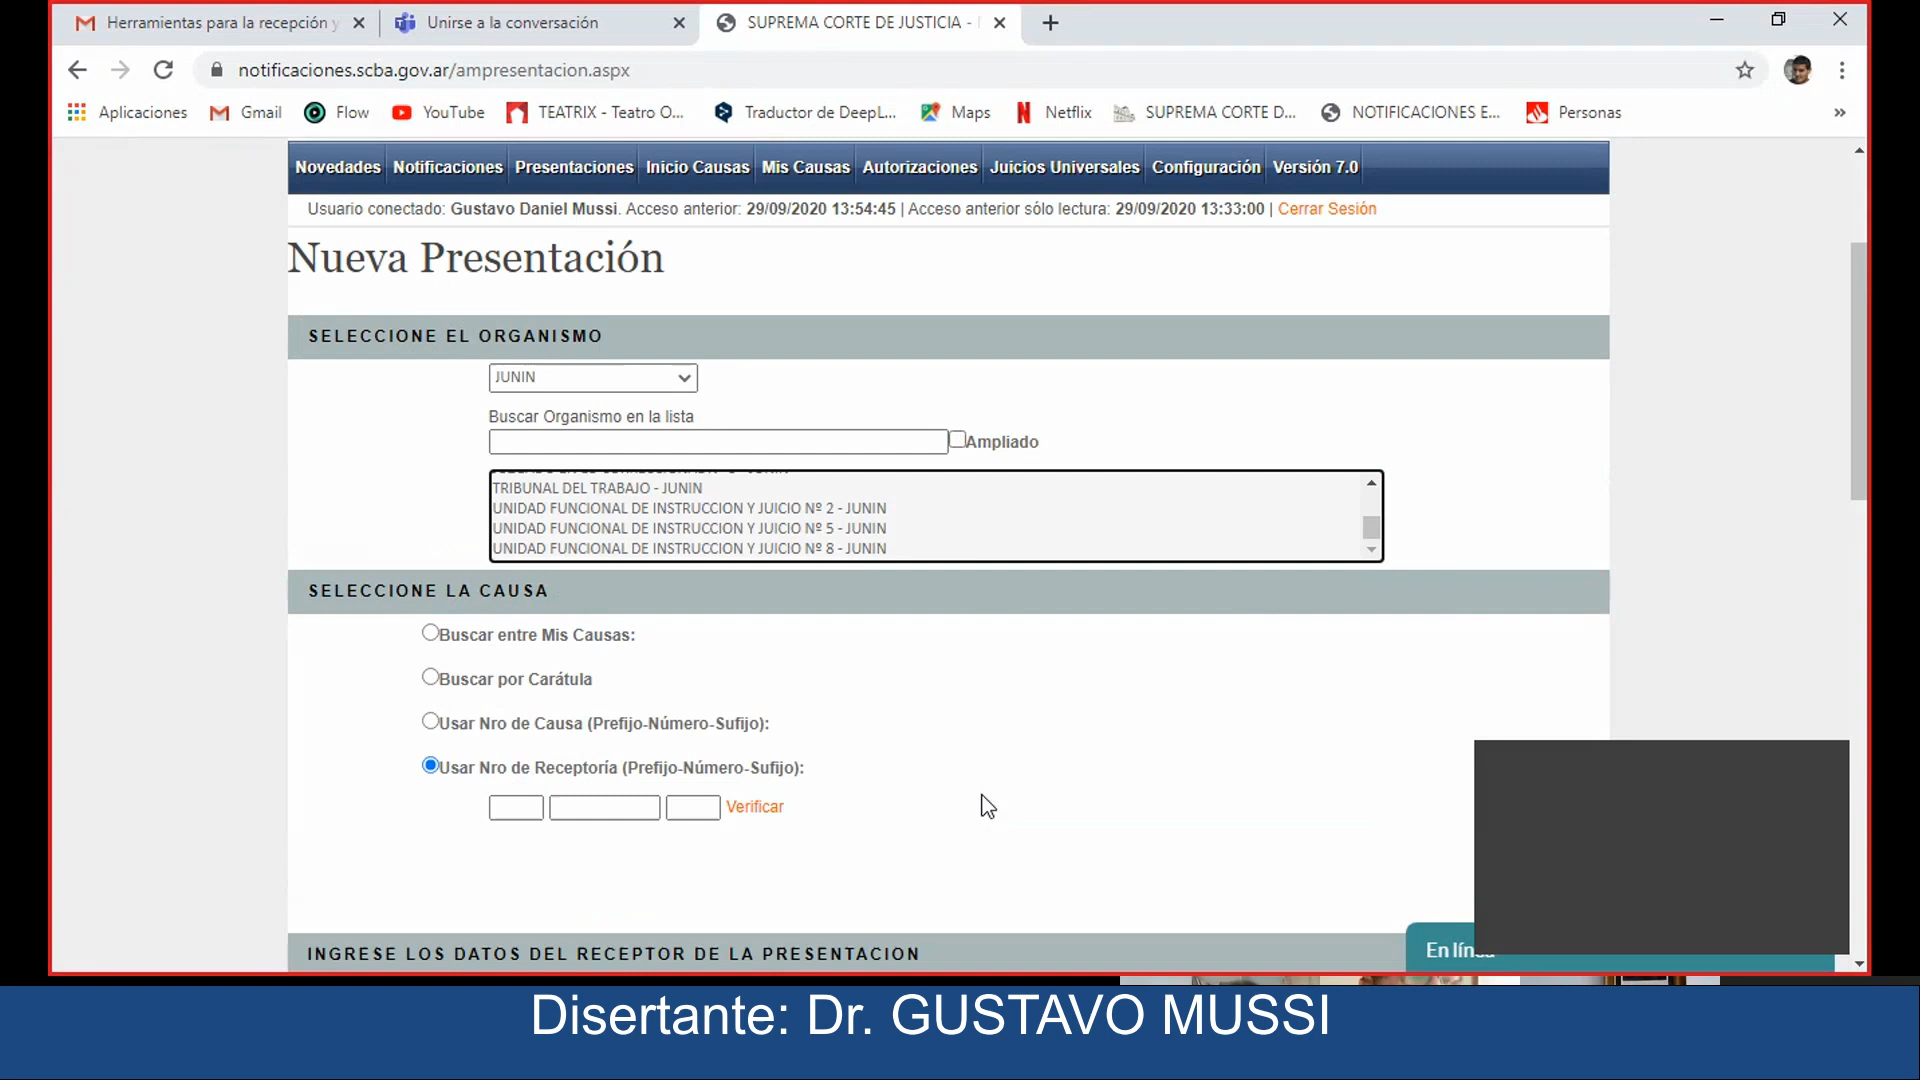 Herramientas para la recepción y
Unirse a la conversación
SUPREMA CORTE DE JUSTICIA -
notificaciones.scba.gov.ar/ampresentacion.aspx
Aplicaciones
Gmail
Flow
YouTube
TEATRIX - Teatro O...
Traductor de DeepL...
Maps
Netflix
SUPREMA CORTE D...
NOTIFICACIONES E...
Personas
»
Novedades Notificaciones Presentaciones Inicio Causas Mis Causas Autorizaciones Juicios Universales Configuración Versión 7.0
Usuario conectado: Gustavo Daniel Mussi. Acceso anterior: 29/09/2020 13:54:45 | Acceso anterior sólo lectura: 29/09/2020 13:33:00 | Cerrar Sesión
Nueva Presentación
SELECCIONE EL ORGANISMO
JUNIN
Buscar Organismo en la lista
Ampliado
TRIBUNAL DEL TRABAJO - JUNIN
UNIDAD FUNCIONAL DE INSTRUCCION Y JUICIO Nº 2 - JUNIN
UNIDAD FUNCIONAL DE INSTRUCCION Y JUICIO Nº 5 - JUNIN
UNIDAD FUNCIONAL DE INSTRUCCION Y JUICIO Nº 8 - JUNIN
SELECCIONE LA CAUSA
Buscar entre Mis Causas:
Buscar por Carátula
Usar Nro de Causa (Prefijo-Número-Sufijo):
Usar Nro de Receptoría (Prefijo-Número-Sufijo):
Verificar
INGRESE LOS DATOS DEL RECEPTOR DE LA PRESENTACION
En línea
Disertante: Dr. GUSTAVO MUSSI